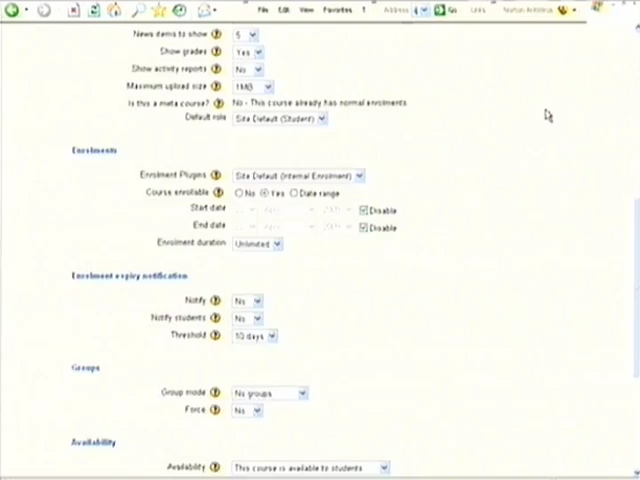 File Edit View Favorites Address Go Links Norton AntiVirus
News items to show 5
Show grades Yes
Show activity reports No
Maximum upload size 1MB
Is this a meta course? No - This course already has normal enrolments
Default role Site Default (Student)
Enrolments
Enrolment Plugins Site Default (Internal Enrolment)
Course enrollable No Yes Date range
Start date Disable
End date Disable
Enrolment duration Unlimited
Enrolment expiry notification
Notify No
Notify students No
Threshold 10 days
Groups
Group mode No groups
Force No
Availability
Availability This course is available to students